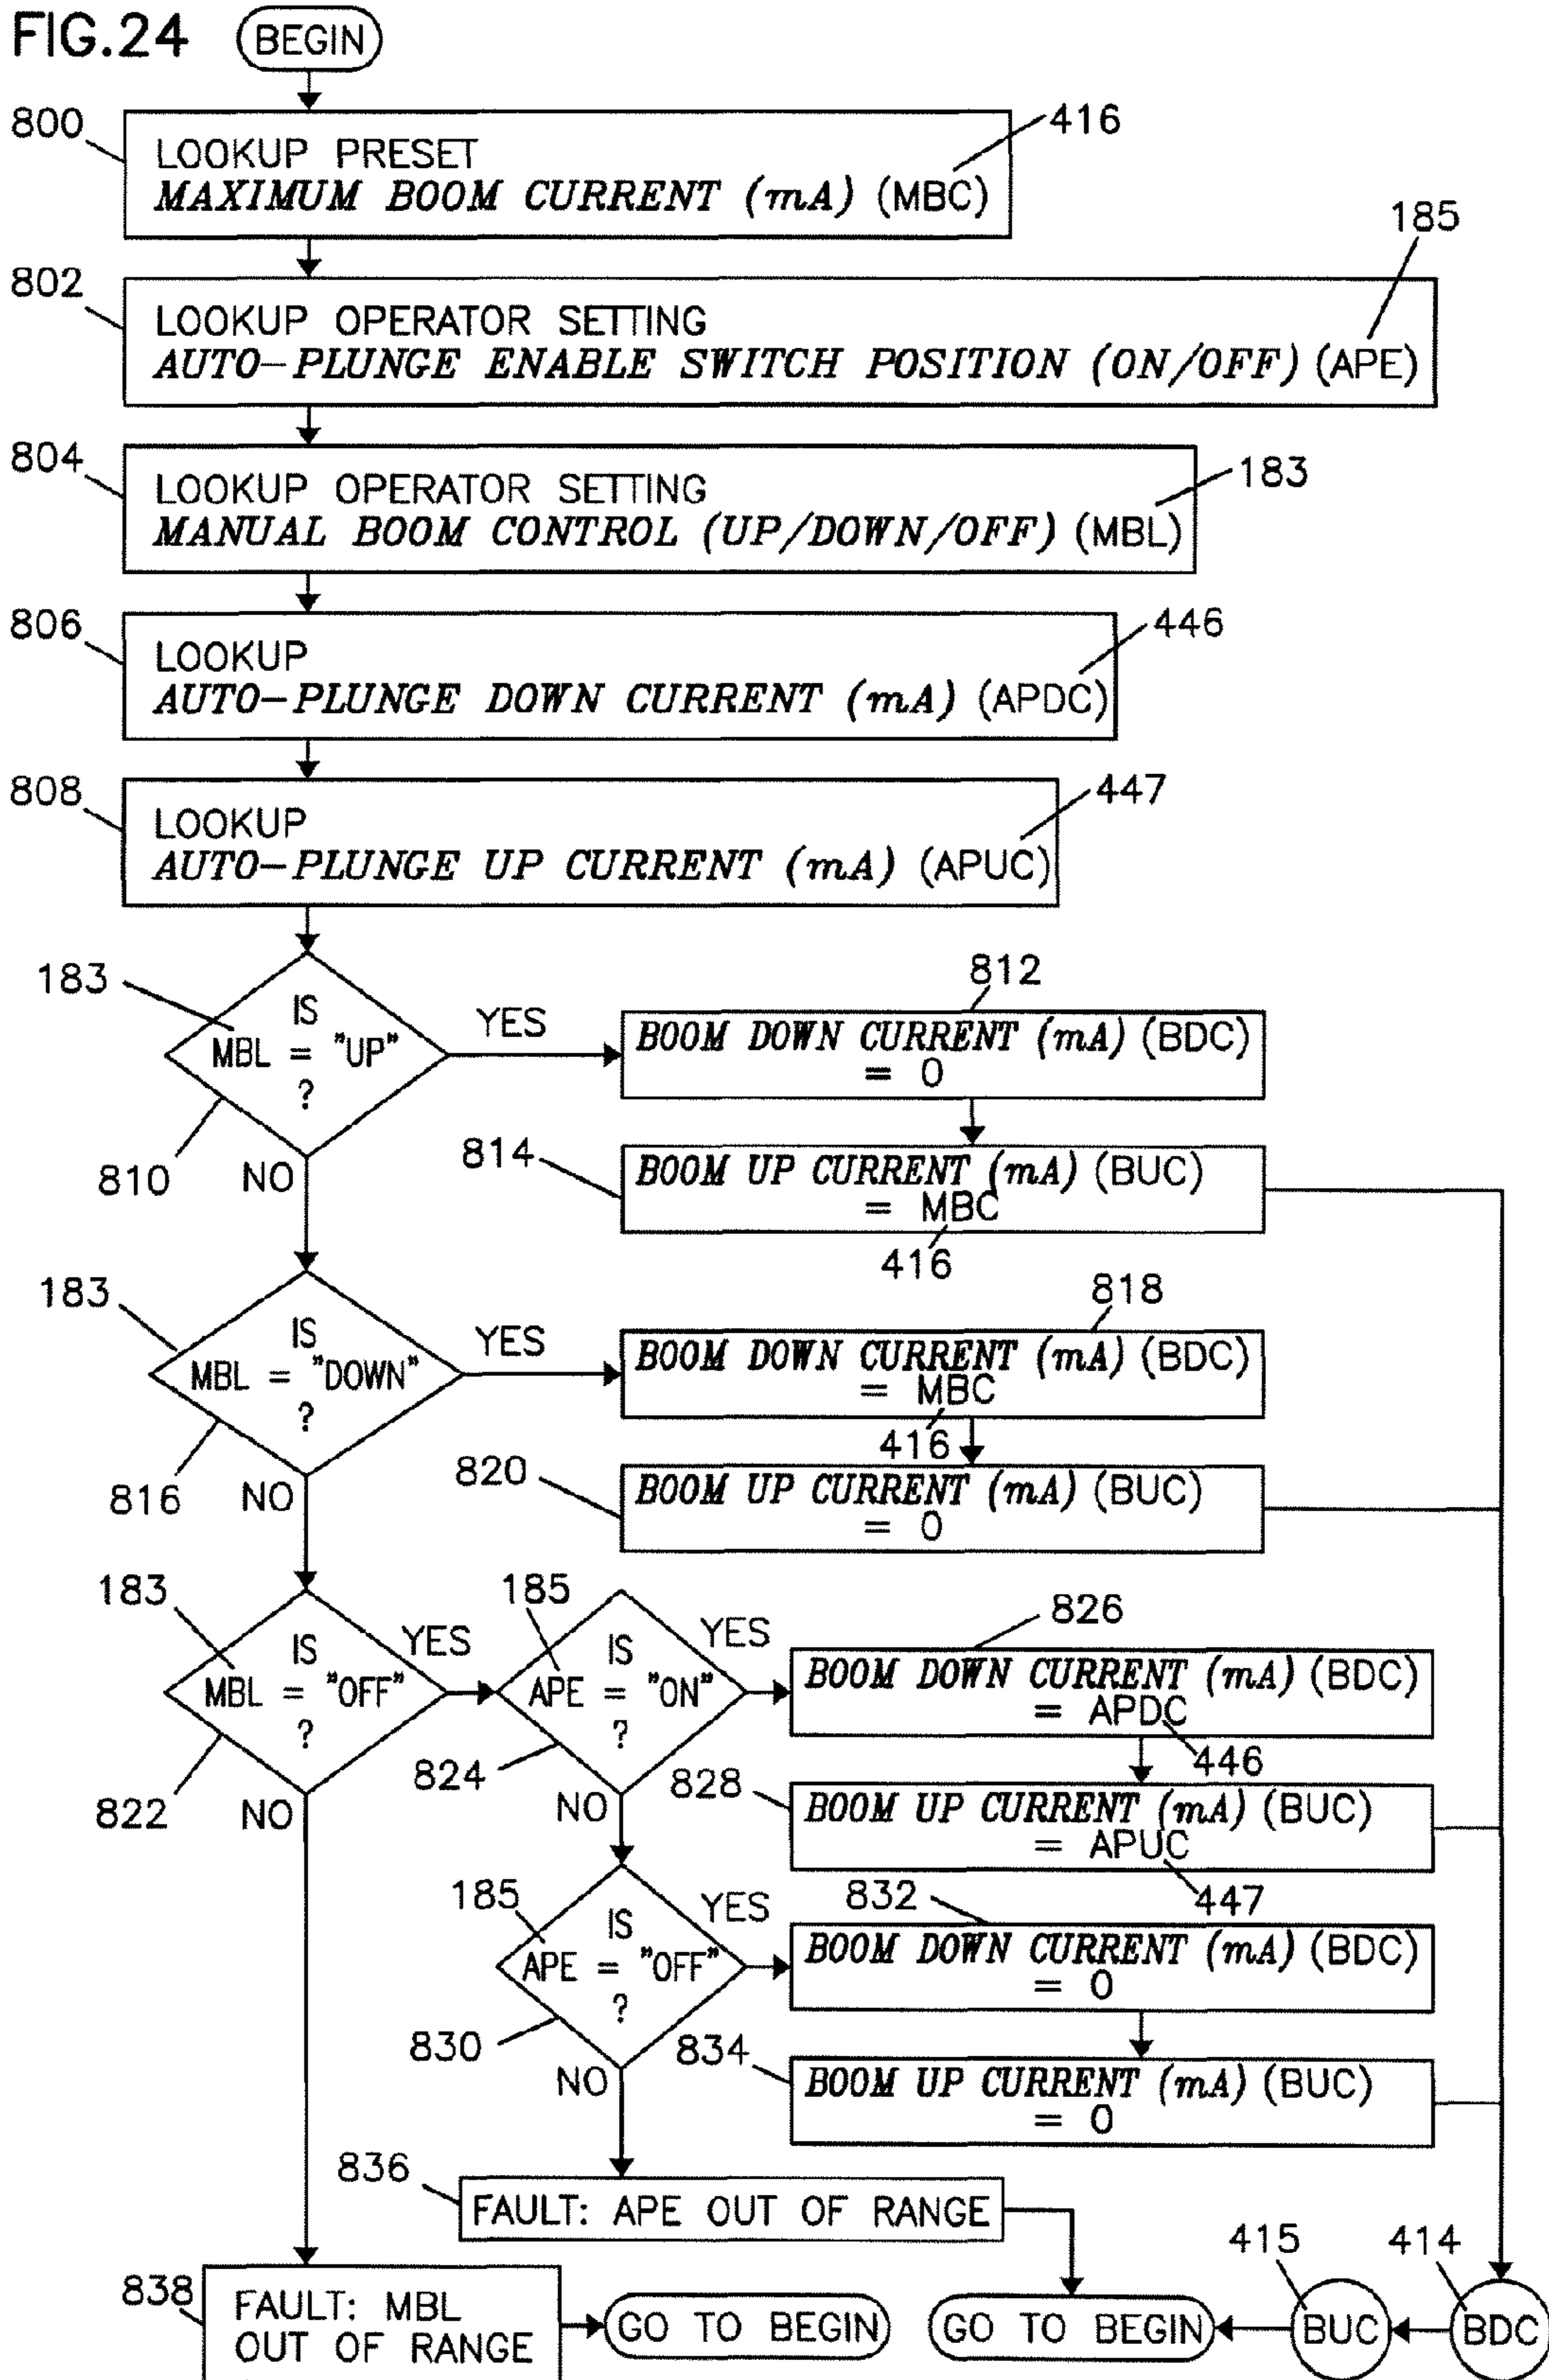 FIG.24
BEGIN
800
416
LOOKUP PRESET
MAXIMUM BOOM CURRENT (mA) (MBC)
185
802
LOOKUP OPERATOR SETTING
AUTO-PLUNGE ENABLE SWITCH POSITION (ON/OFF) (APE)
804
183
LOOKUP OPERATOR SETTING
MANUAL BOOM CONTROL (UP/DOWN/OFF) (MBL)
806
446
LOOKUP
AUTO-PLUNGE DOWN CURRENT (mA) (APDC)
808
447
LOOKUP
AUTO-PLUNGE UP CURRENT (mA) (APUC)
183
IS
MBL = "UP"
?
810
YES
NO
812
BOOM DOWN CURRENT (mA) (BDC)
= 0
814
BOOM UP CURRENT (mA) (BUC)
= MBC
416
183
IS
MBL = "DOWN"
?
816
YES
NO
818
BOOM DOWN CURRENT (mA) (BDC)
= MBC
416
820
BOOM UP CURRENT (mA) (BUC)
= 0
183
IS
MBL = "OFF"
?
822
YES
NO
185
IS
APE = "ON"
?
824
YES
NO
826
BOOM DOWN CURRENT (mA) (BDC)
= APDC
446
828
BOOM UP CURRENT (mA) (BUC)
= APUC
447
185
IS
APE = "OFF"
?
830
YES
NO
832
BOOM DOWN CURRENT (mA) (BDC)
= 0
834
BOOM UP CURRENT (mA) (BUC)
= 0
836
FAULT: APE OUT OF RANGE
838
FAULT: MBL
OUT OF RANGE
GO TO BEGIN
GO TO BEGIN
415
BUC
414
BDC